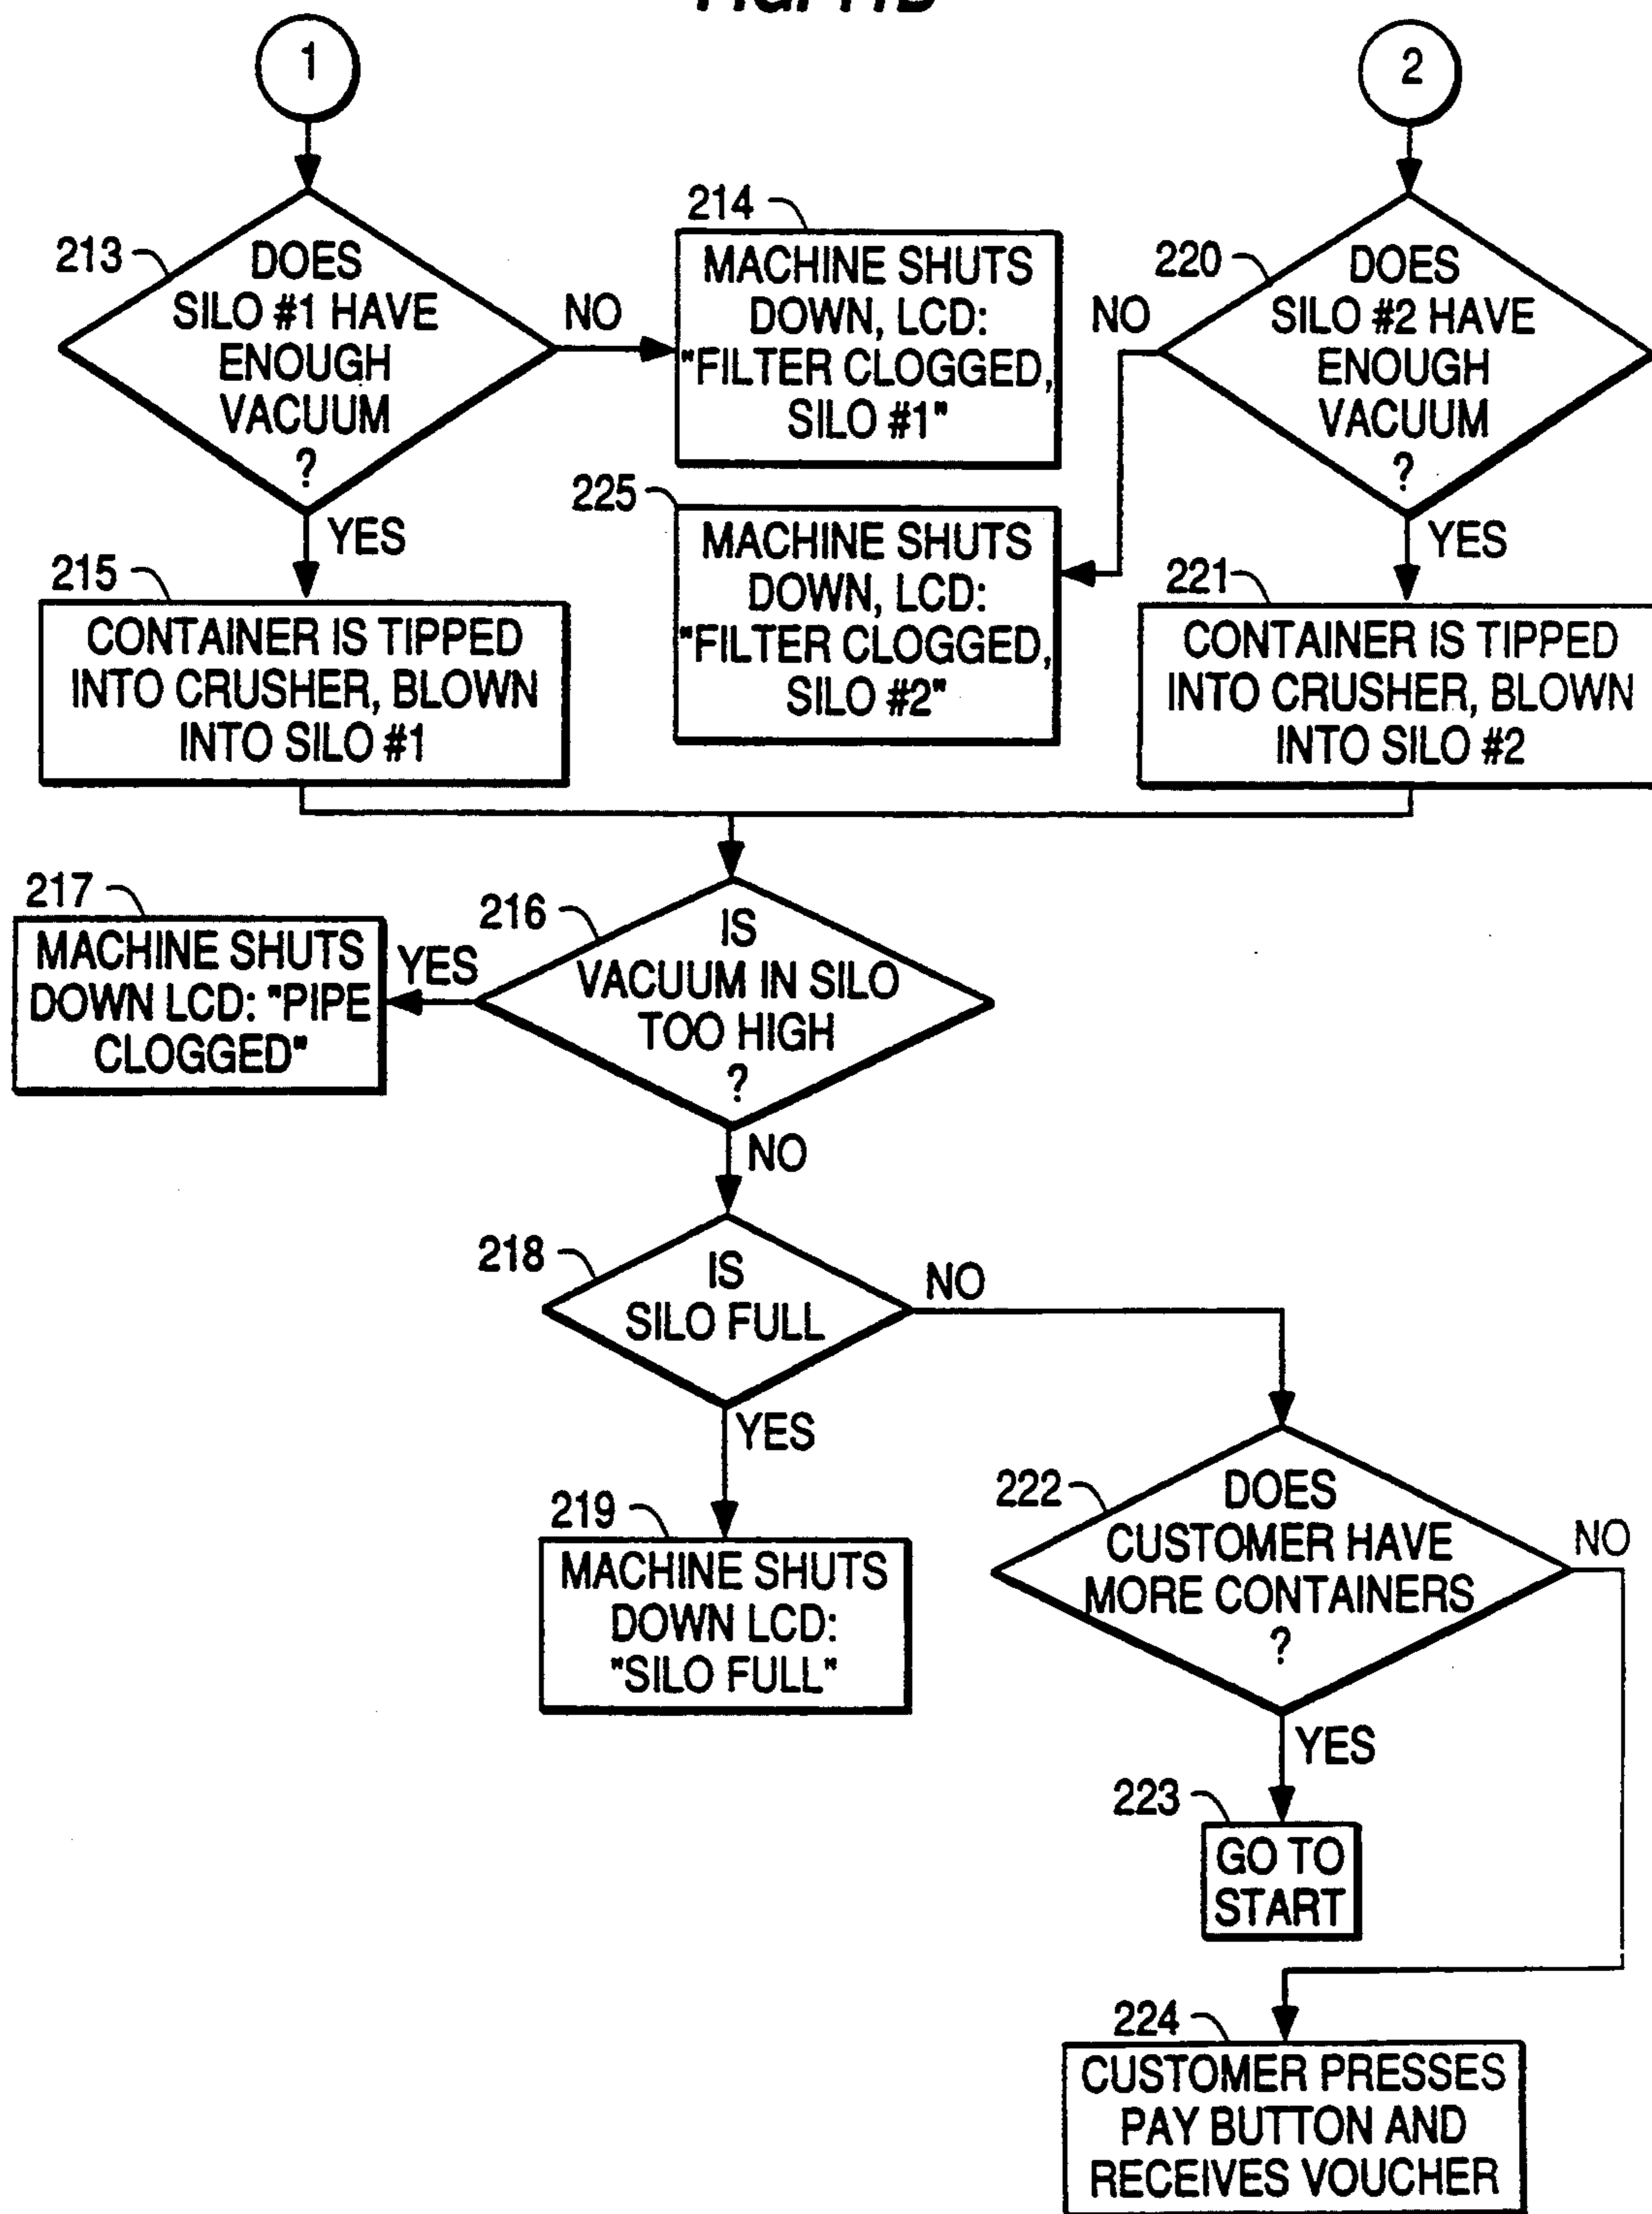 1
2
213
DOES
SILO #1 HAVE
ENOUGH
VACUUM
?
NO
YES
214
MACHINE SHUTS
DOWN, LCD:
"FILTER CLOGGED,
SILO #1"
220
DOES
SILO #2 HAVE
ENOUGH
VACUUM
?
NO
YES
225
MACHINE SHUTS
DOWN, LCD:
"FILTER CLOGGED,
SILO #2"
215
CONTAINER IS TIPPED
INTO CRUSHER, BLOWN
INTO SILO #1
221
CONTAINER IS TIPPED
INTO CRUSHER, BLOWN
INTO SILO #2
216
IS
VACUUM IN SILO
TOO HIGH
?
YES
NO
217
MACHINE SHUTS
DOWN LCD: "PIPE
CLOGGED"
218
IS
SILO FULL
NO
YES
219
MACHINE SHUTS
DOWN LCD:
"SILO FULL"
222
DOES
CUSTOMER HAVE
MORE CONTAINERS
?
NO
YES
223
GO TO
START
224
CUSTOMER PRESSES
PAY BUTTON AND
RECEIVES VOUCHER